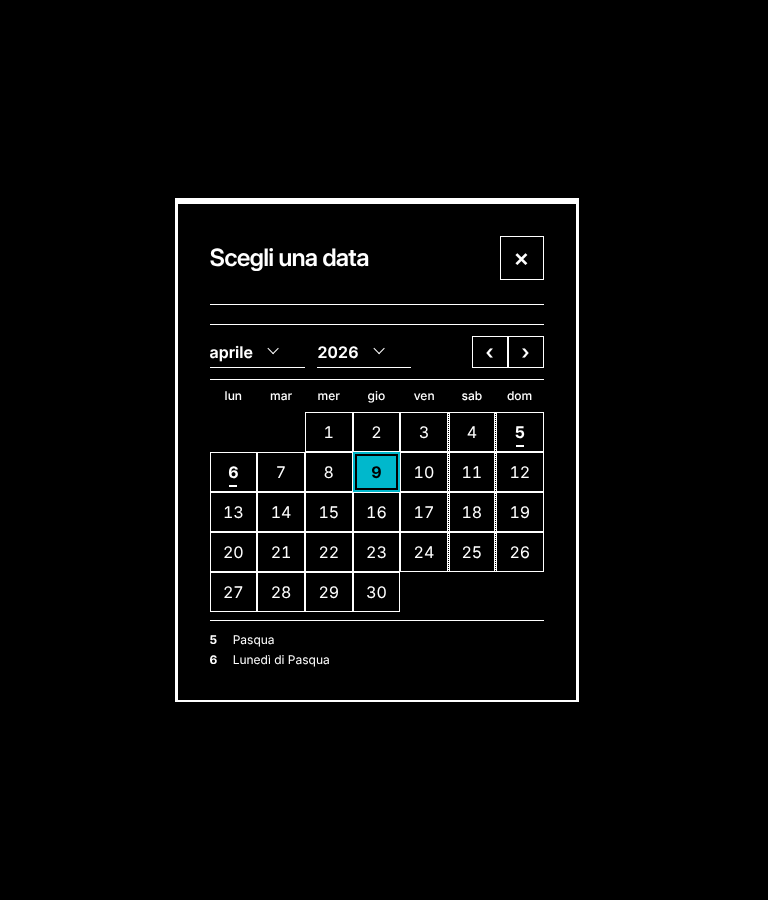 Scegli una data
×
aprile 2026 ‹ ›
lun mar mer gio ven sab dom
1 2 3 4 5
6 7 8 9 10 11 12
13 14 15 16 17 18 19
20 21 22 23 24 25 26
27 28 29 30
5 Pasqua
6 Lunedì di Pasqua